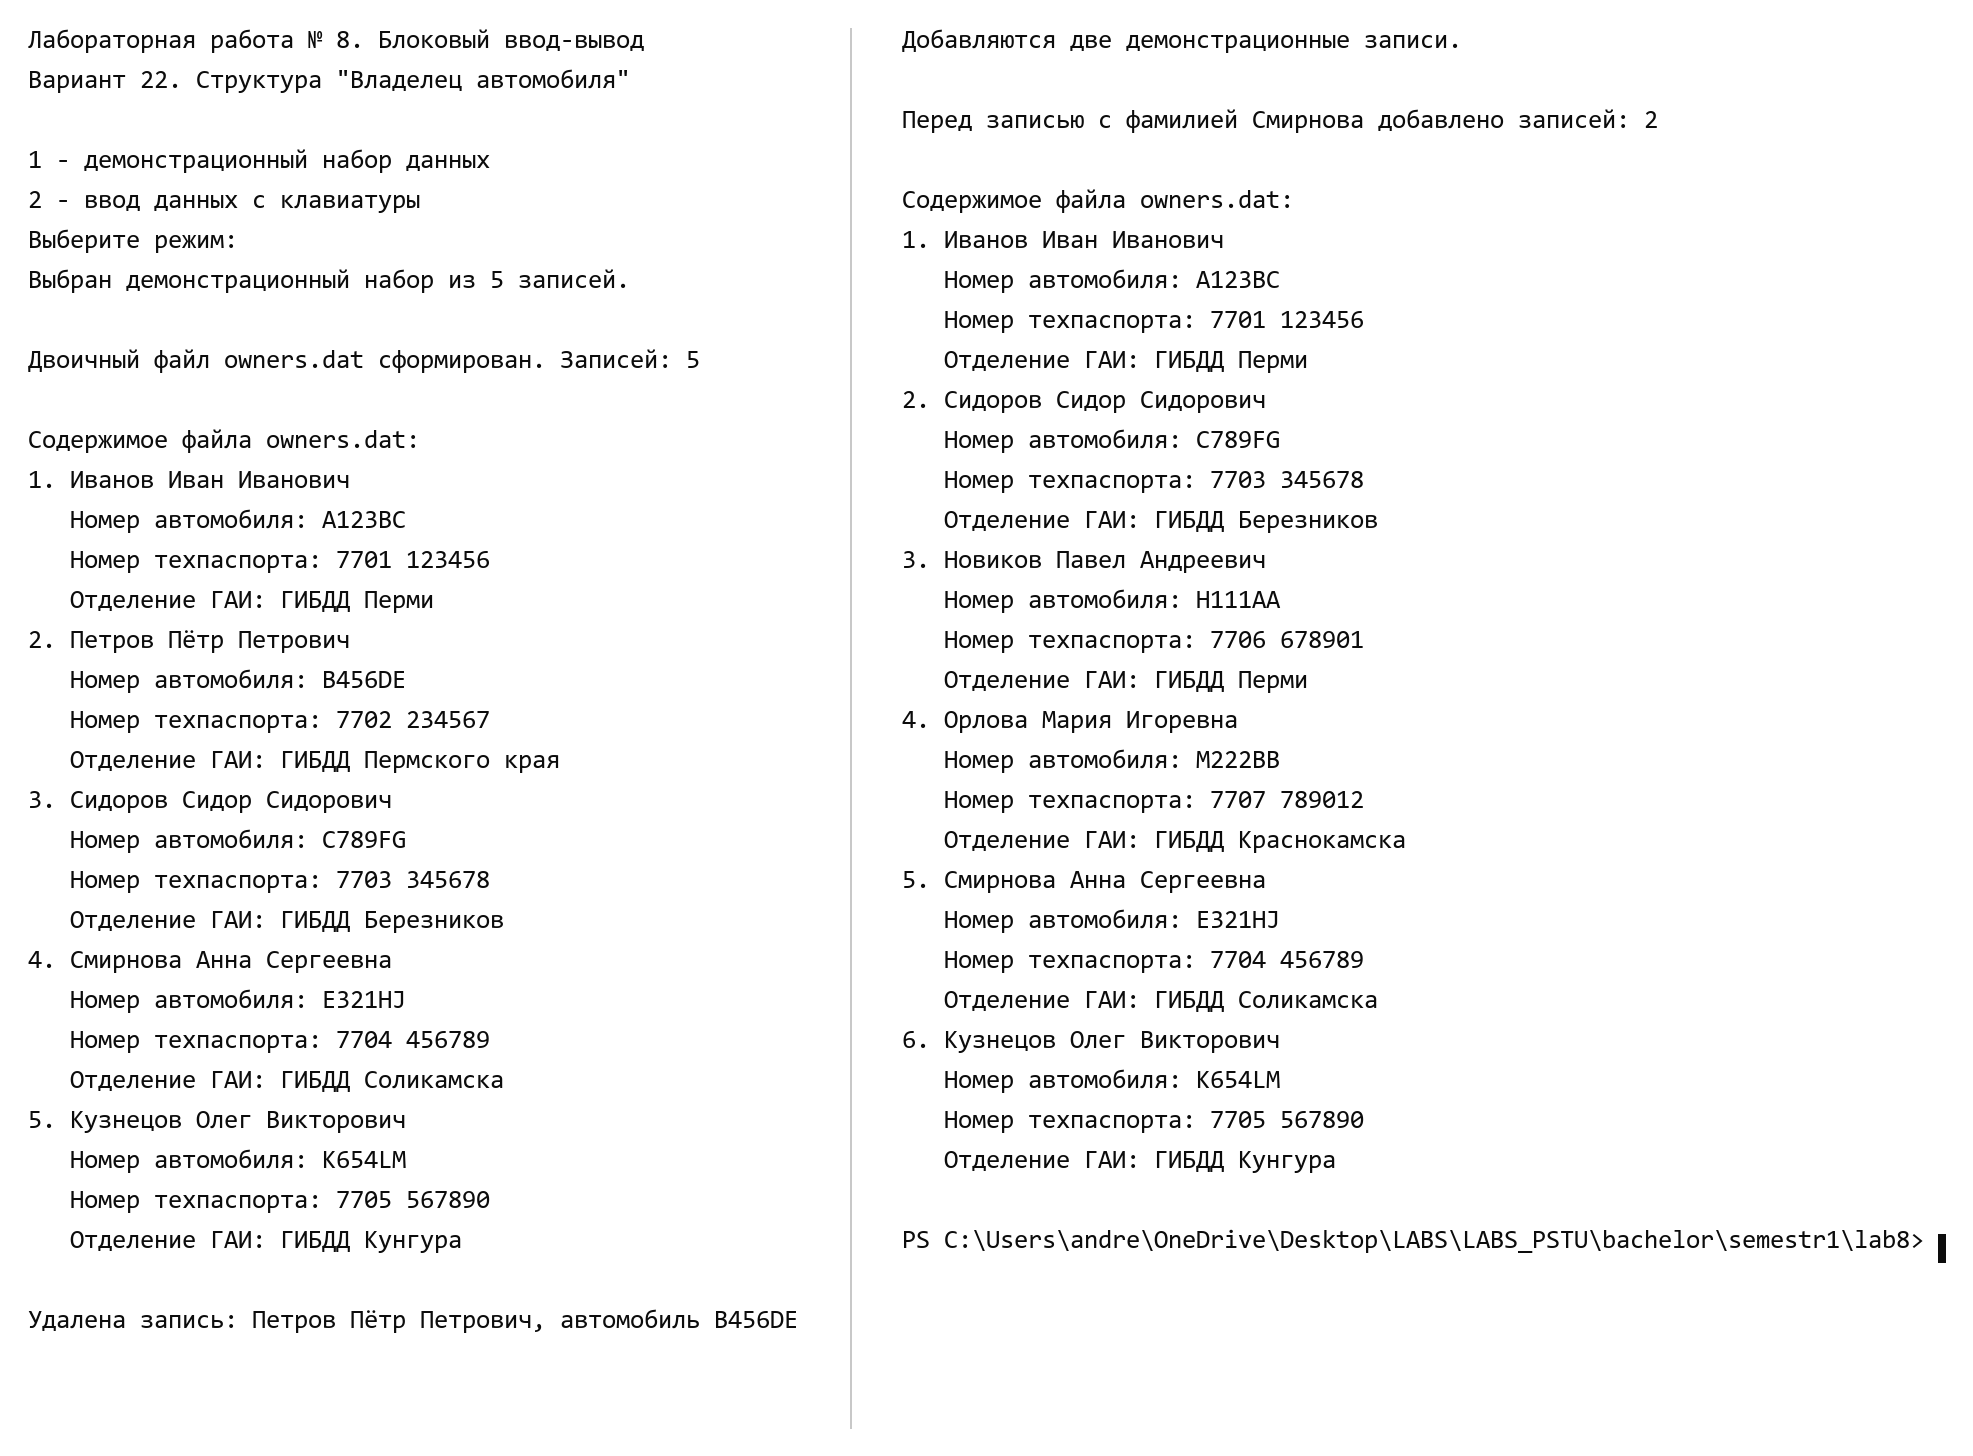 Лабораторная работа № 8. Блоковый ввод-вывод
Вариант 22. Структура "Владелец автомобиля"
1 - демонстрационный набор данных
2 - ввод данных с клавиатуры
Выберите режим:
Выбран демонстрационный набор из 5 записей.
Двоичный файл owners.dat сформирован. Записей: 5
Содержимое файла owners.dat:
1. Иванов Иван Иванович
Номер автомобиля: A123BC
Номер техпаспорта: 7701 123456
Отделение ГАИ: ГИБДД Перми
2. Петров Пётр Петрович
Номер автомобиля: B456DE
Номер техпаспорта: 7702 234567
Отделение ГАИ: ГИБДД Пермского края
3. Сидоров Сидор Сидорович
Номер автомобиля: C789FG
Номер техпаспорта: 7703 345678
Отделение ГАИ: ГИБДД Березников
4. Смирнова Анна Сергеевна
Номер автомобиля: E321HJ
Номер техпаспорта: 7704 456789
Отделение ГАИ: ГИБДД Соликамска
5. Кузнецов Олег Викторович
Номер автомобиля: K654LM
Номер техпаспорта: 7705 567890
Отделение ГАИ: ГИБДД Кунгура
Удалена запись: Петров Пётр Петрович, автомобиль B456DE
Добавляются две демонстрационные записи.
Перед записью с фамилией Смирнова добавлено записей: 2
Содержимое файла owners.dat:
1. Иванов Иван Иванович
Номер автомобиля: A123BC
Номер техпаспорта: 7701 123456
Отделение ГАИ: ГИБДД Перми
2. Сидоров Сидор Сидорович
Номер автомобиля: C789FG
Номер техпаспорта: 7703 345678
Отделение ГАИ: ГИБДД Березников
3. Новиков Павел Андреевич
Номер автомобиля: H111AA
Номер техпаспорта: 7706 678901
Отделение ГАИ: ГИБДД Перми
4. Орлова Мария Игоревна
Номер автомобиля: M222BB
Номер техпаспорта: 7707 789012
Отделение ГАИ: ГИБДД Краснокамска
5. Смирнова Анна Сергеевна
Номер автомобиля: E321HJ
Номер техпаспорта: 7704 456789
Отделение ГАИ: ГИБДД Соликамска
6. Кузнецов Олег Викторович
Номер автомобиля: K654LM
Номер техпаспорта: 7705 567890
Отделение ГАИ: ГИБДД Кунгура
PS C:\Users\andre\OneDrive\Desktop\LABS\LABS_PSTU\bachelor\semestr1\lab8>